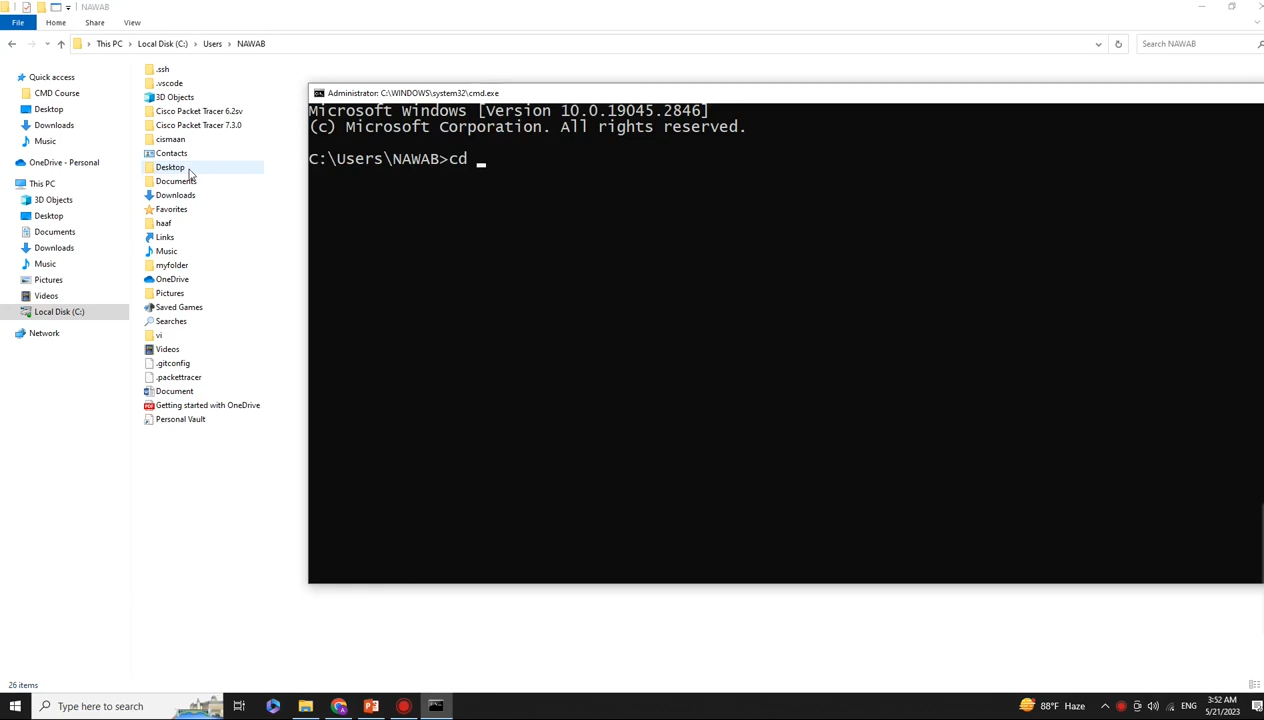 NAWAB
File Home Share View
This PC Local Disk (C:) Users NAWAB
Search NAWAB
Quick access
CMD Course
Desktop
Downloads
Music
OneDrive - Personal
This PC
3D Objects
Desktop
Documents
Downloads
Music
Pictures
Videos
Local Disk (C:)
Network
.ssh
.vscode
3D Objects
Cisco Packet Tracer 6.2sv
Cisco Packet Tracer 7.3.0
cismaan
Contacts
Desktop
Documents
Downloads
Favorites
haaf
Links
Music
myfolder
OneDrive
Pictures
Saved Games
Searches
vi
Videos
.gitconfig
.packettracer
Document
Getting started with OneDrive
Personal Vault
Administrator: C:\WINDOWS\system32\cmd.exe
Microsoft Windows [Version 10.0.19045.2846]
(c) Microsoft Corporation. All rights reserved.
C:\Users\NAWAB>cd _
26 items
Type here to search
88°F Haze
ENG
3:52 AM
5/21/2023